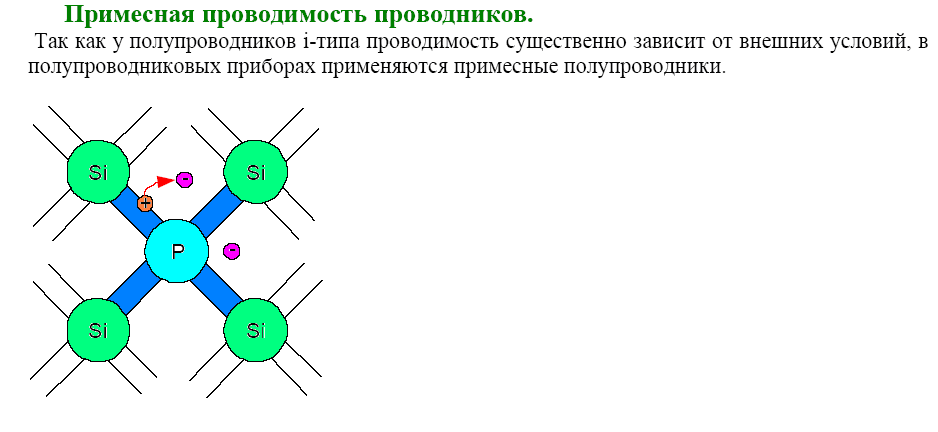 Примесная проводимость проводников.
Так как у полупроводников i-типа проводимость существенно зависит от внешних условий, в
полупроводниковых приборах применяются примесные полупроводники.
Si
-
Si
+
P
-
Si
Si